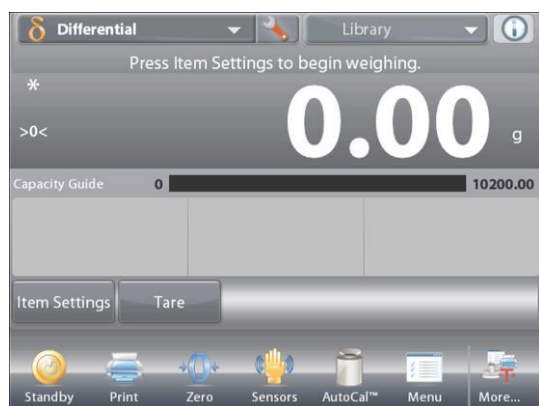 δ Differential Library
Press Item Settings to begin weighing.
*
>0<
0.00 g
Capacity Guide 0 10200.00
Item Settings Tare
Standby Print Zero Sensors AutoCal™ Menu More...